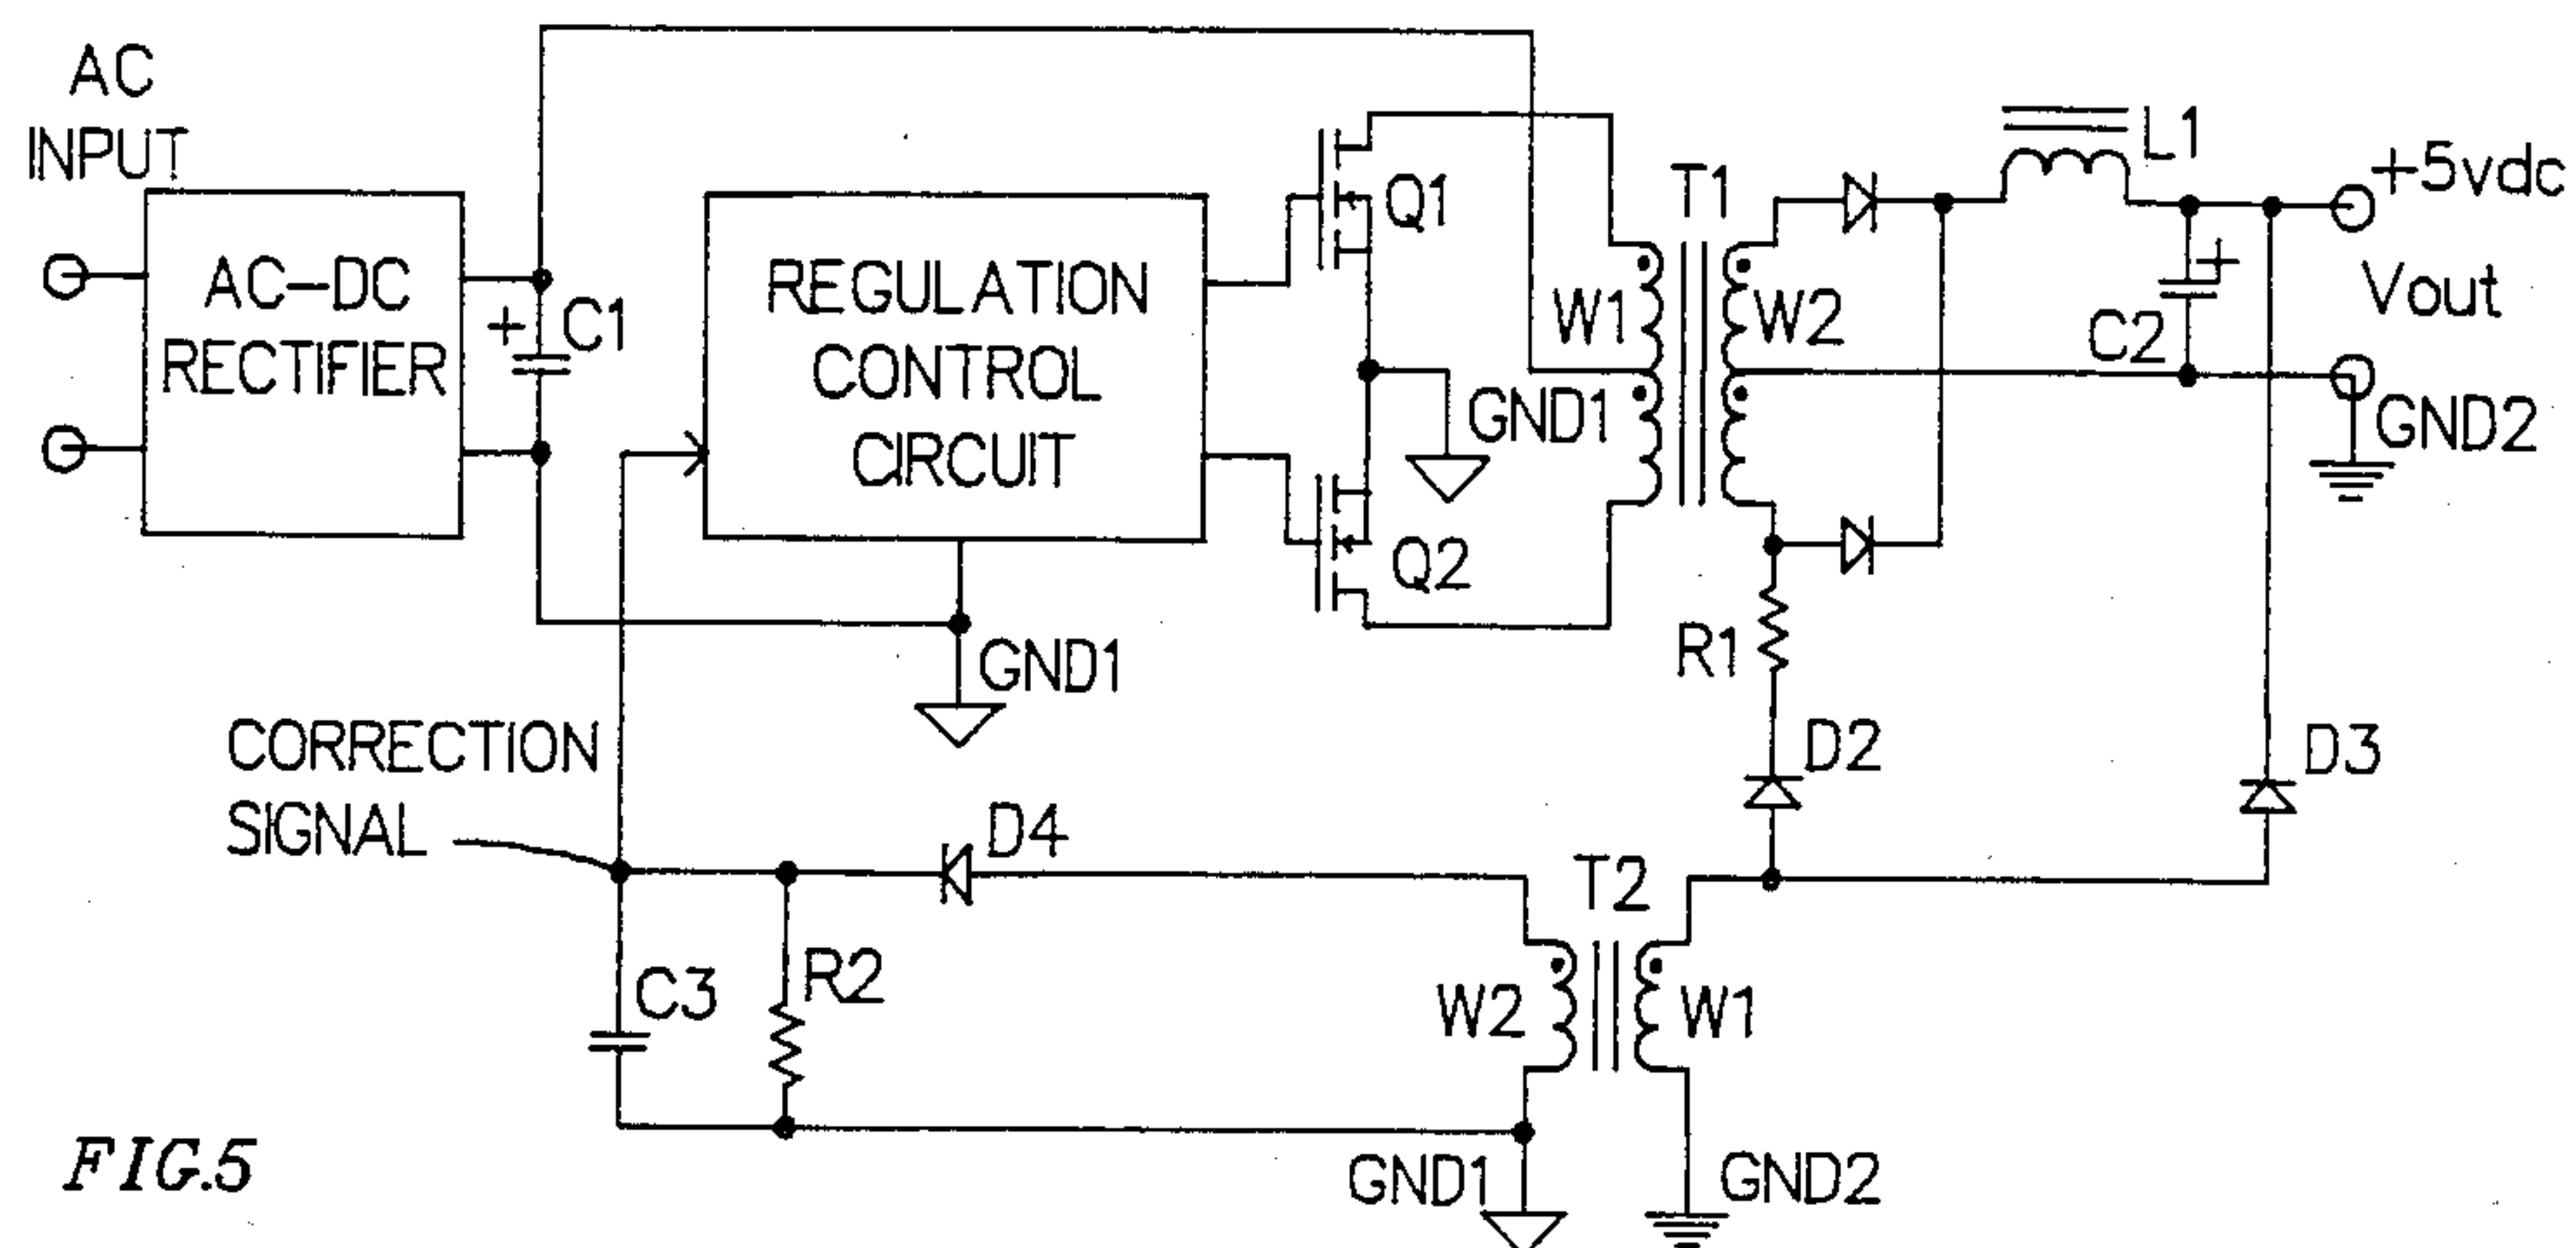 AC
INPUT
AC-DC
RECTIFIER
+
C1
REGULATION
CONTROL
CIRCUIT
GND1
Q1
Q2
GND1
T1
W1
W2
L1
+5vdc
Vout
+
C2
GND2
R1
D2
D3
CORRECTION
SIGNAL
D4
T2
C3
R2
W2
W1
GND1
GND2
FIG.5